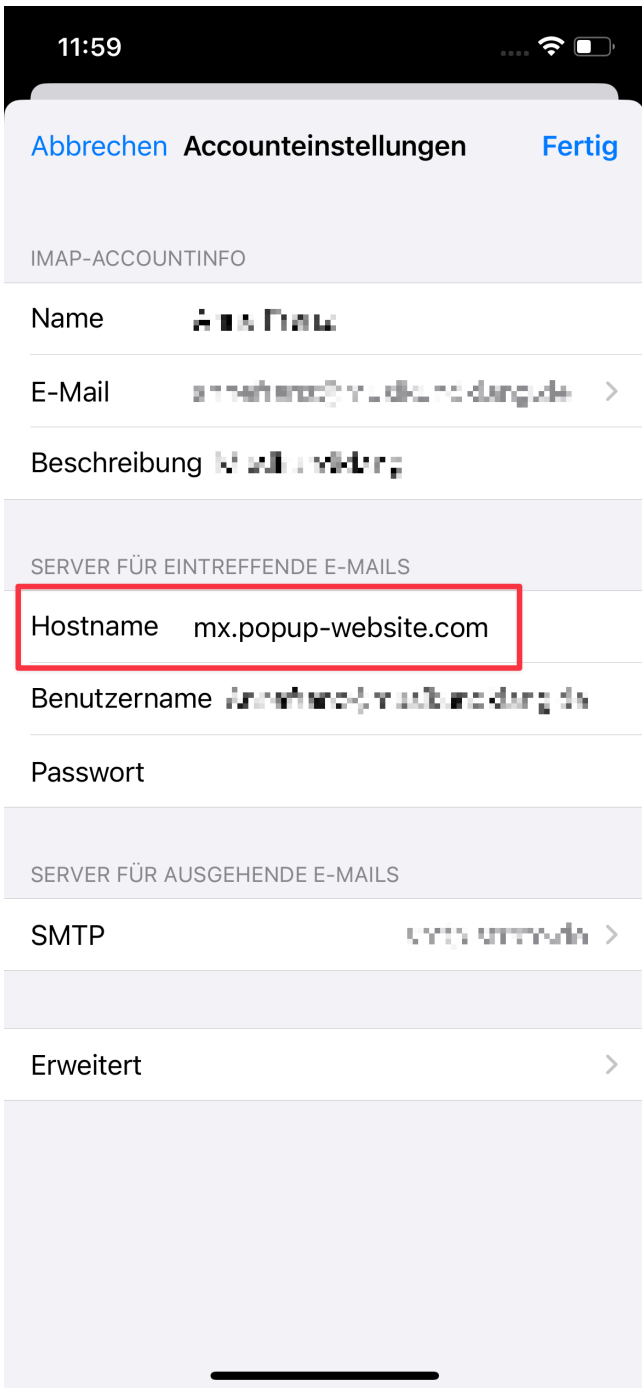 11:59
Abbrechen Accounteinstellungen Fertig
IMAP-ACCOUNTINFO
Name
E-Mail
Beschreibung
SERVER FÜR EINTREFFENDE E-MAILS
Hostname mx.popup-website.com
Benutzername
Passwort
SERVER FÜR AUSGEHENDE E-MAILS
SMTP
Erweitert